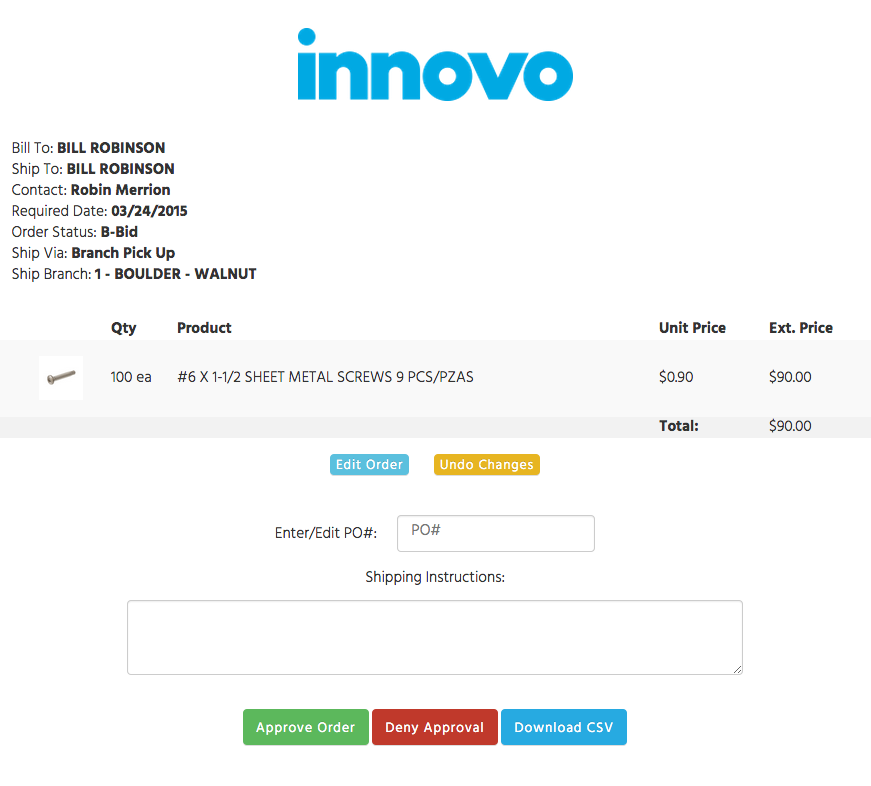 innovo
Bill To: BILL ROBINSON
Ship To: BILL ROBINSON
Contact: Robin Merrion
Required Date: 03/24/2015
Order Status: B-Bid
Ship Via: Branch Pick Up
Ship Branch: 1 - BOULDER - WALNUT
Qty Product Unit Price Ext. Price
100 ea #6 X 1-1/2 SHEET METAL SCREWS 9 PCS/PZAS $0.90 $90.00
Total: $90.00
Edit Order Undo Changes
Enter/Edit PO#: PO#
Shipping Instructions:
Approve Order Deny Approval Download CSV